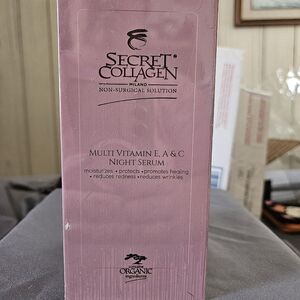 SECRET
COLLAGEN
MILANO
NON-SURGICAL SOLUTION
MULTI VITAMIN E, A & C
NIGHT SERUM
moisturizes • protects • promotes healing
• reduces redness • reduces wrinkles
ORGANIC
ingredients